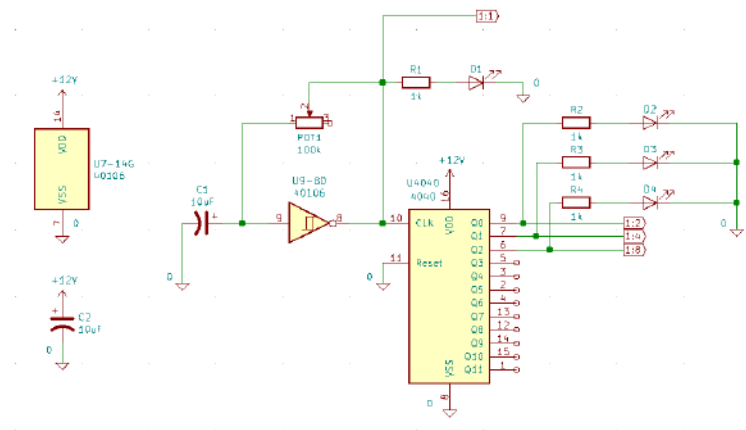 1:1
R1
1k
D1
0
+12V
14
VDD
U7-14G
40106
VSS
7
0
2
1
3
POT1
100k
R2
1k
D2
R3
1k
D3
R4
1k
D4
0
C1
10uF
+
0
U9-8D
40106
9
8
+12V
U4040
4040
16
VDD
10
CLK
11
Reset
0
Q0
9
Q1
7
Q2
6
Q3
5
Q4
3
Q5
2
Q6
4
Q7
13
Q8
12
Q9
14
Q10
15
Q11
1
VSS
8
0
1:2
1:4
1:8
+12V
+
C2
10uF
0